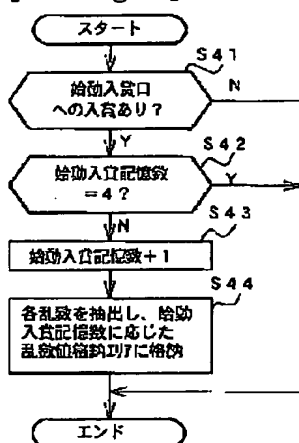 スタート
S41
始動入賞口
への入賞あり?
N
Y
S42
始動入賞記憶数
=4?
Y
N
S43
始動入賞記憶数+1
S44
各乱数を抽出し、始動
入賞記憶数に応じた
乱数値格納エリアに格納
エンド